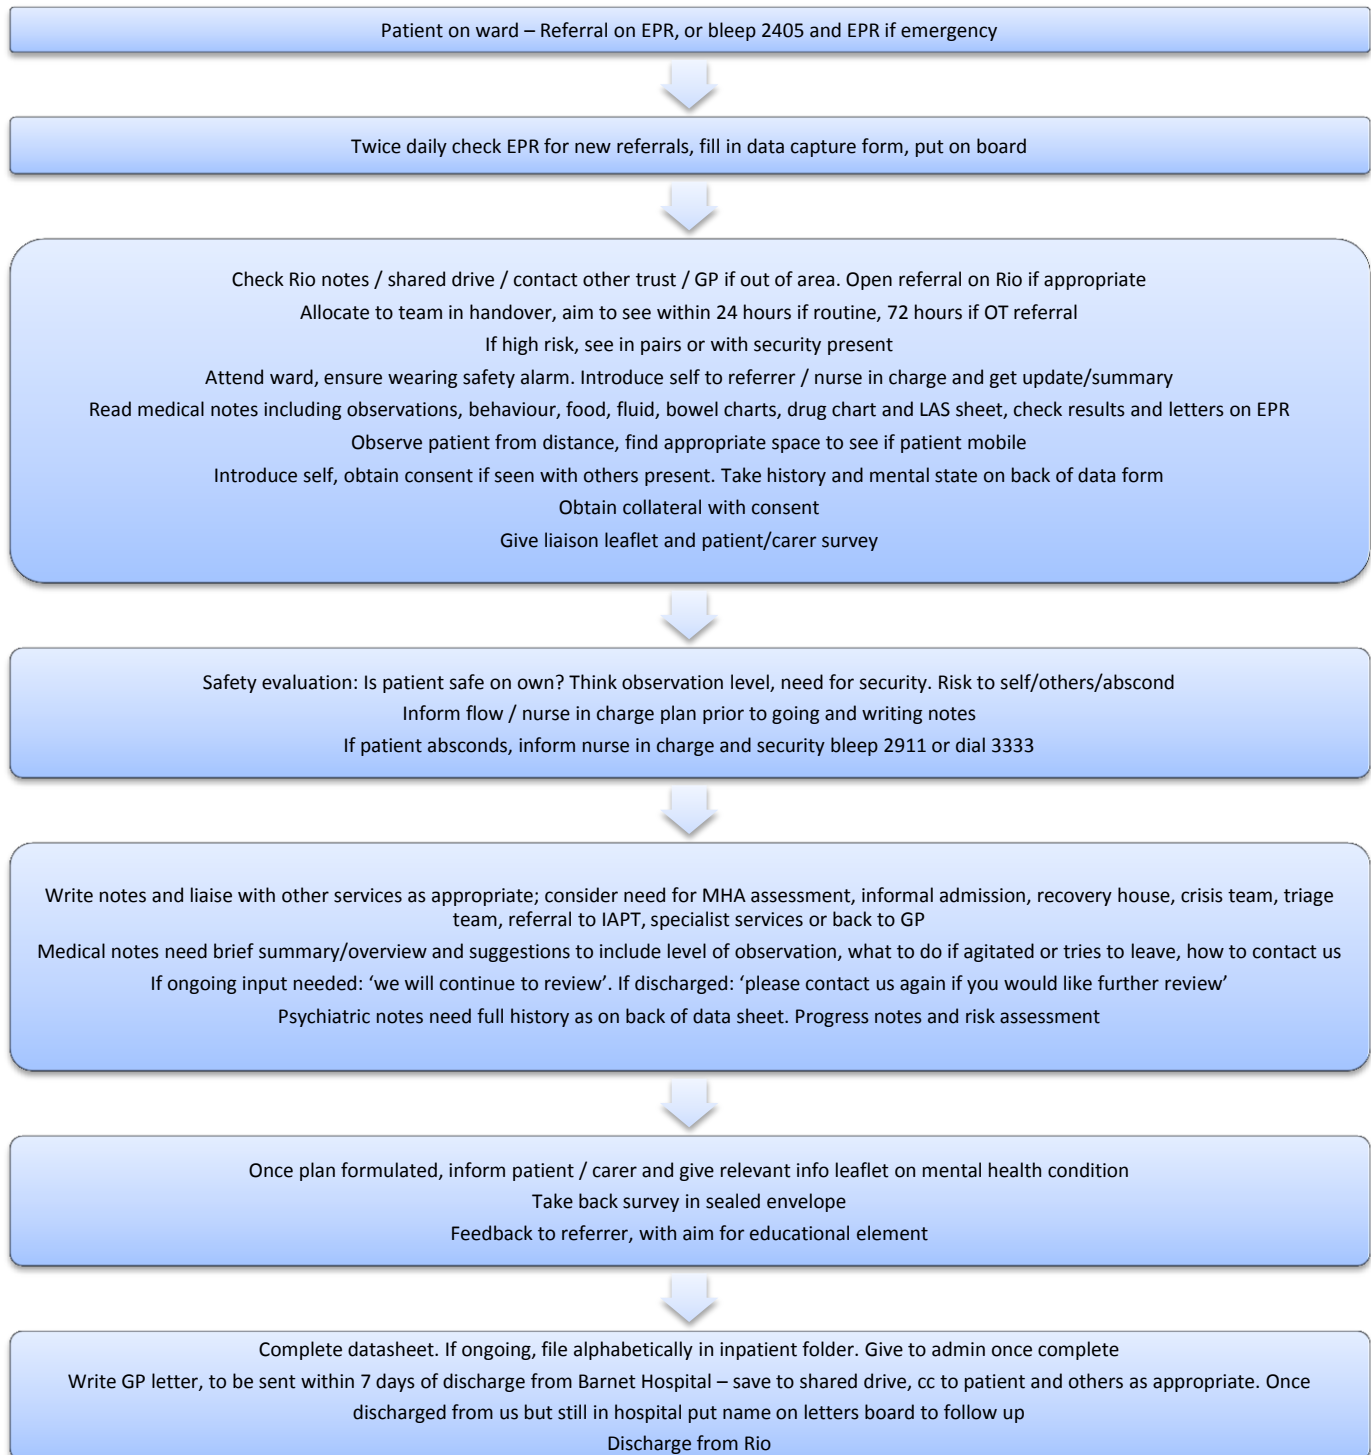 Patient on ward – Referral on EPR, or bleep 2405 and EPR if emergency
Twice daily check EPR for new referrals, fill in data capture form, put on board
Check Rio notes / shared drive / contact other trust / GP if out of area. Open referral on Rio if appropriate
Allocate to team in handover, aim to see within 24 hours if routine, 72 hours if OT referral
If high risk, see in pairs or with security present
Attend ward, ensure wearing safety alarm. Introduce self to referrer / nurse in charge and get update/summary
Read medical notes including observations, behaviour, food, fluid, bowel charts, drug chart and LAS sheet, check results and letters on EPR
Observe patient from distance, find appropriate space to see if patient mobile
Introduce self, obtain consent if seen with others present. Take history and mental state on back of data form
Obtain collateral with consent
Give liaison leaflet and patient/carer survey
Safety evaluation: Is patient safe on own? Think observation level, need for security. Risk to self/others/abscond
Inform flow / nurse in charge plan prior to going and writing notes
If patient absconds, inform nurse in charge and security bleep 2911 or dial 3333
Write notes and liaise with other services as appropriate; consider need for MHA assessment, informal admission, recovery house, crisis team, triage
team, referral to IAPT, specialist services or back to GP
Medical notes need brief summary/overview and suggestions to include level of observation, what to do if agitated or tries to leave, how to contact us
If ongoing input needed: ‘we will continue to review’. If discharged: ‘please contact us again if you would like further review’
Psychiatric notes need full history as on back of data sheet. Progress notes and risk assessment
Once plan formulated, inform patient / carer and give relevant info leaflet on mental health condition
Take back survey in sealed envelope
Feedback to referrer, with aim for educational element
Complete datasheet. If ongoing, file alphabetically in inpatient folder. Give to admin once complete
Write GP letter, to be sent within 7 days of discharge from Barnet Hospital – save to shared drive, cc to patient and others as appropriate. Once
discharged from us but still in hospital put name on letters board to follow up
Discharge from Rio